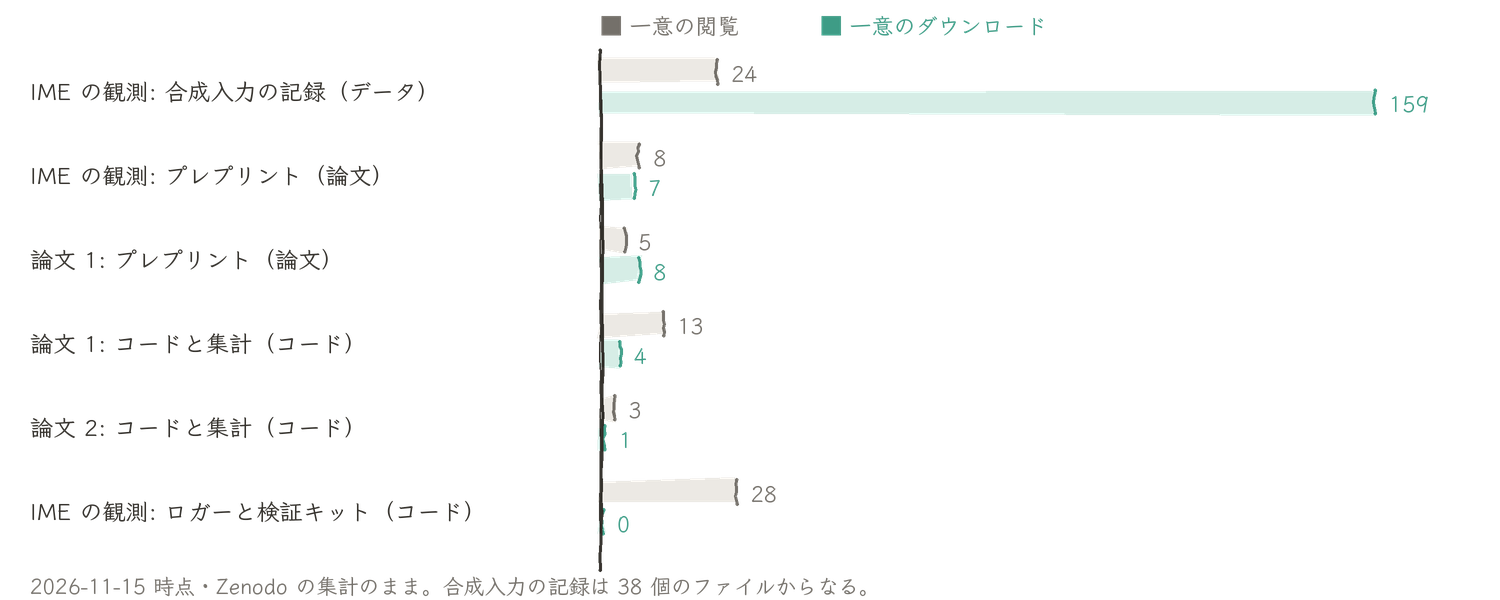 一意の閲覧 一意のダウンロード
IME の観測: 合成入力の記録（データ） 24 159
IME の観測: プレプリント（論文） 8 7
論文 1: プレプリント（論文） 5 8
論文 1: コードと集計（コード） 13 4
論文 2: コードと集計（コード） 3 1
IME の観測: ロガーと検証キット（コード） 28 0
2026-11-15 時点・Zenodo の集計のまま。合成入力の記録は 38 個のファイルからなる。